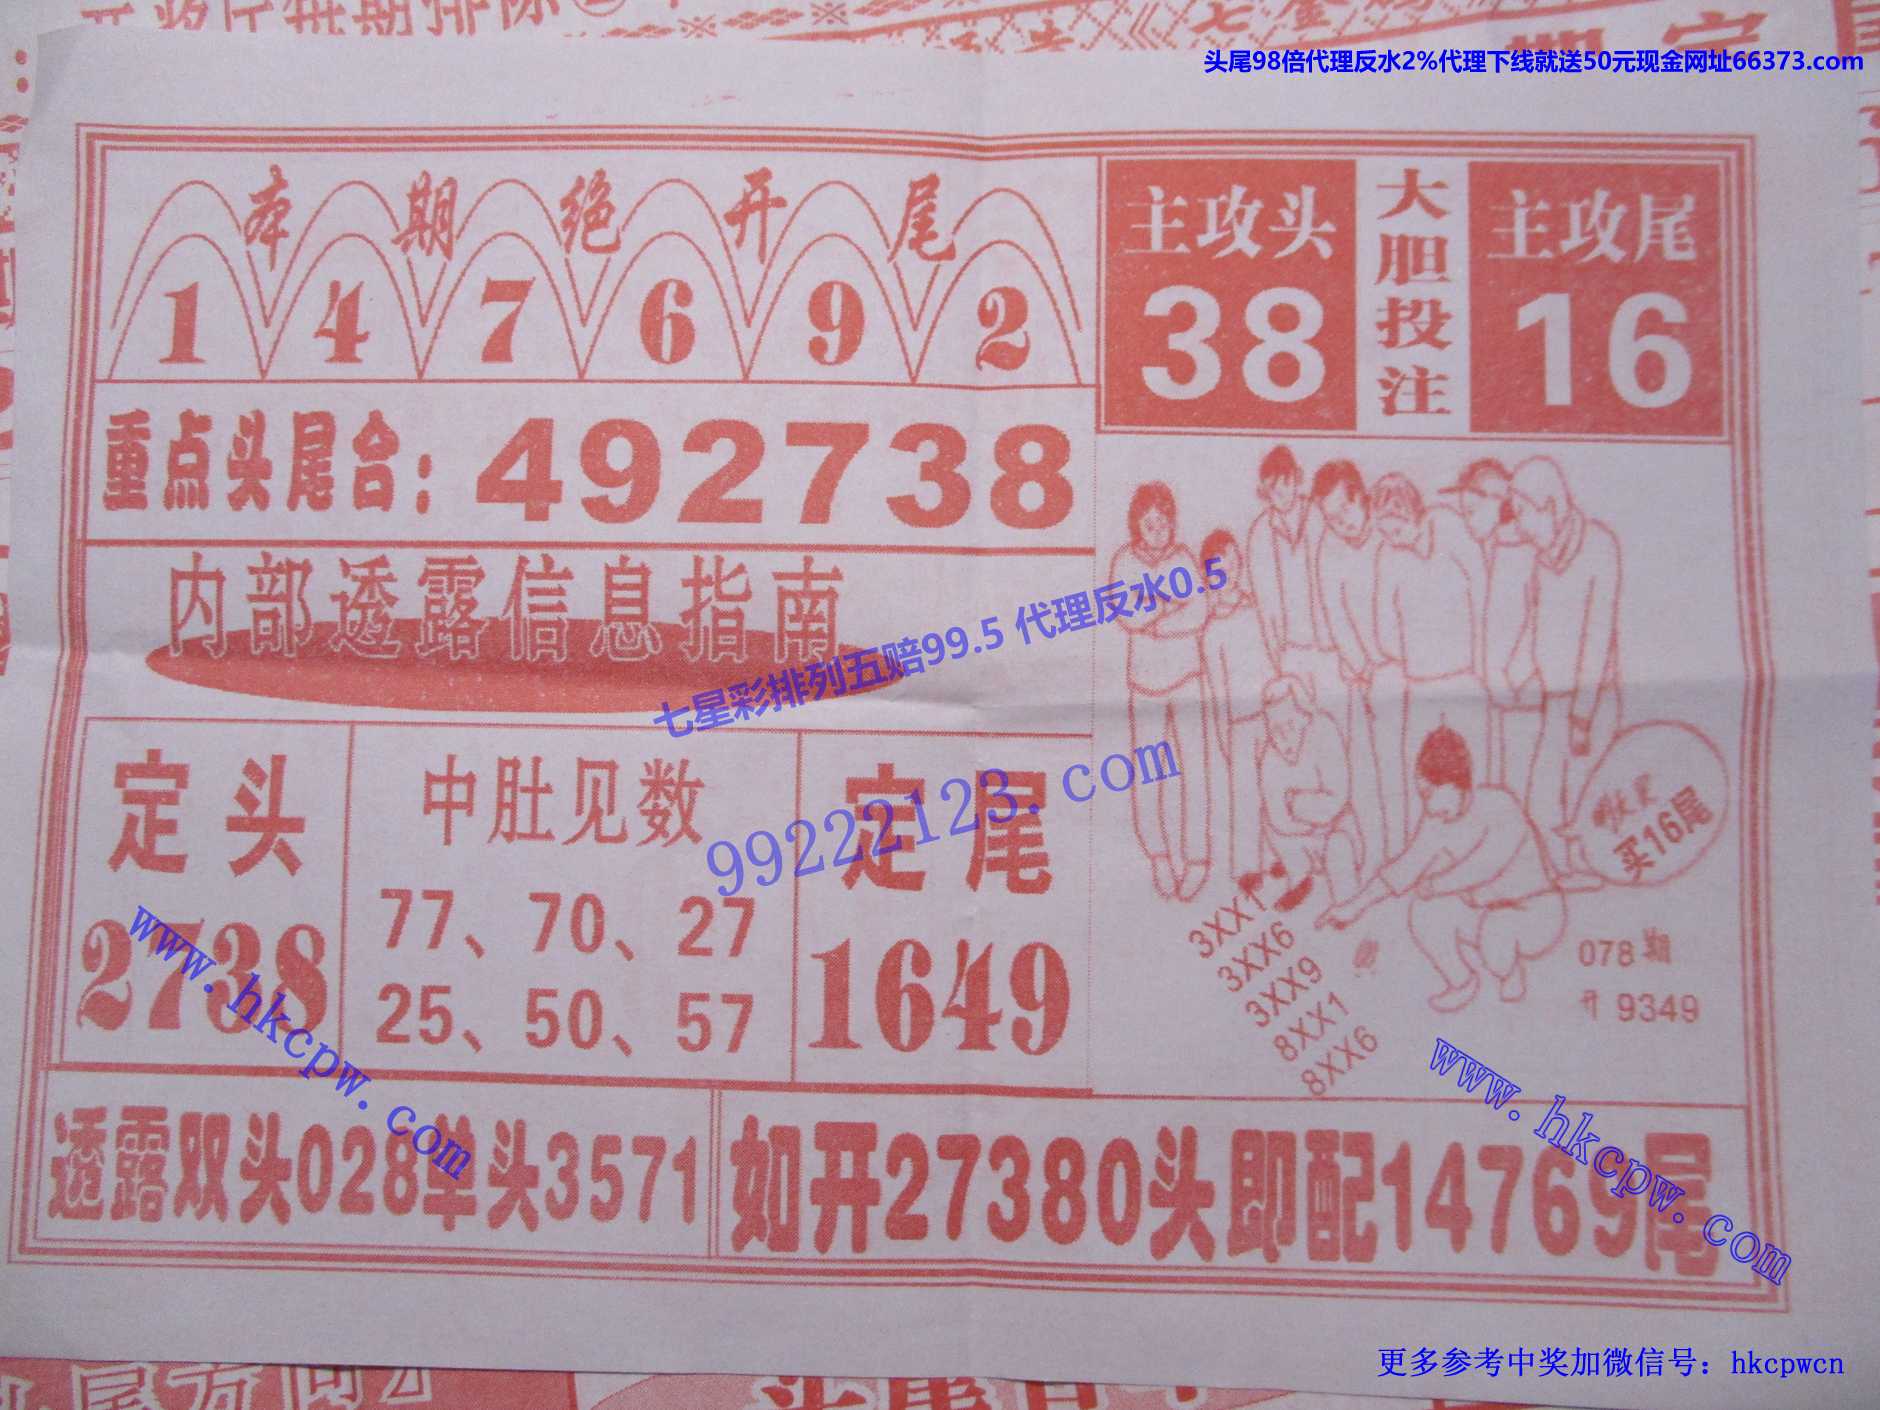 头尾98倍代理反水2%代理下线就送50元现金网址66373.com
本期绝开尾
1 4 7 6 9 2
主攻头
38
大胆投注
主攻尾
16
重点头尾合：492738
内部透露信息指南
七星彩排列五赔99.5 代理反水0.5
99222123.com
定头
2738
中肚见数
77、70、27
25、50、57
定尾
1649
买16尾
3XX1
3XX6
3XX9
8XX1
8XX6
078期
开 9349
www.hkcpw.com
www.hkcpw.com
透露双头028单头3571
如开27380头即配14769尾
更多参考中奖加微信号：hkcpwcn